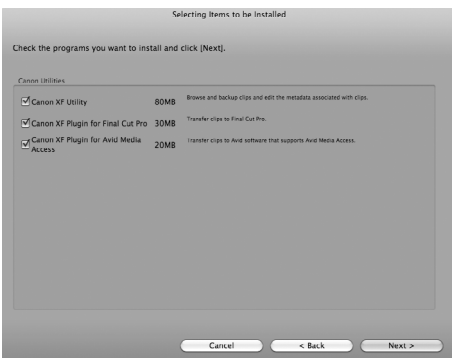 Selecting Items to be Installed
Check the programs you want to install and click [Next].
Canon Utilities
Canon XF Utility 80MB Browse and backup clips and edit the metadata associated with clips.
Canon XF Plugin for Final Cut Pro 30MB Transfer clips to Final Cut Pro.
Canon XF Plugin for Avid Media
Access 20MB Transfer clips to Avid software that supports Avid Media Access.
Cancel < Back Next >